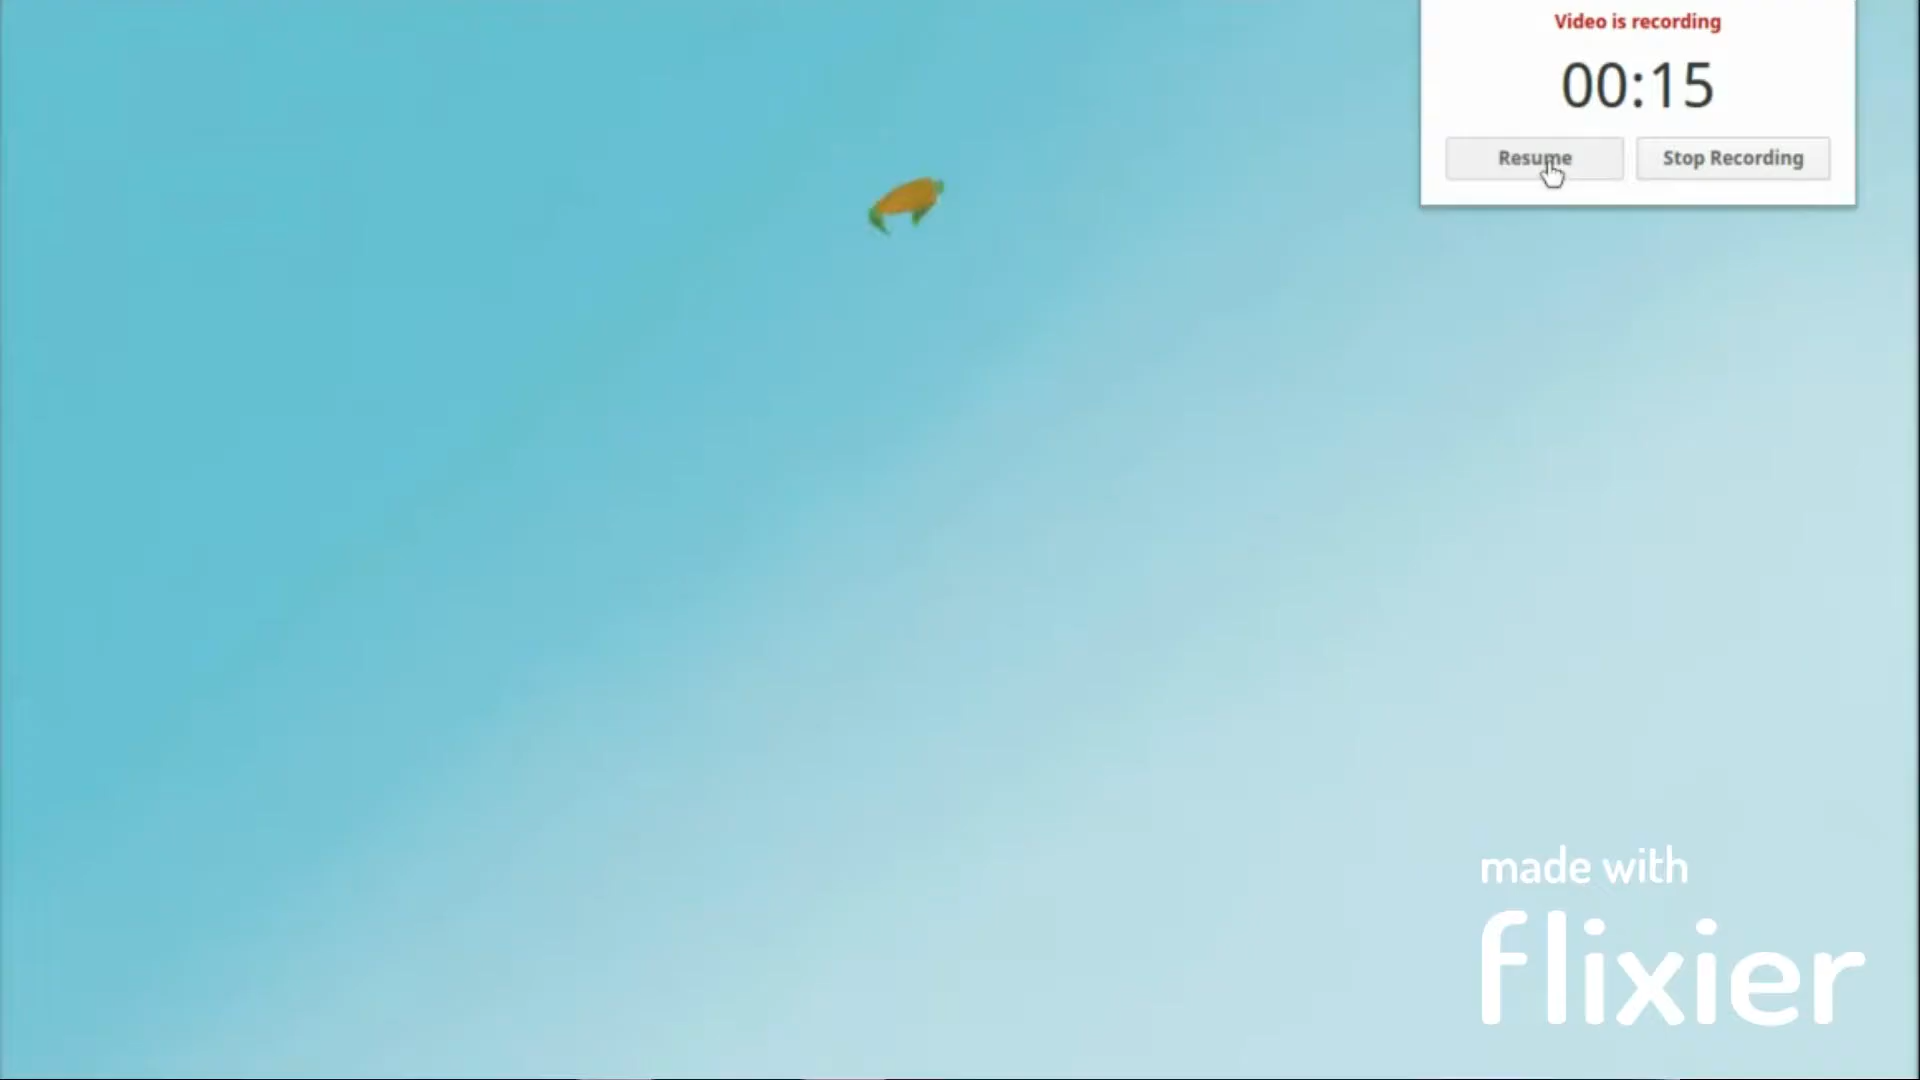 Video is recording
00:15
Resume
Stop Recording
made with
flixier